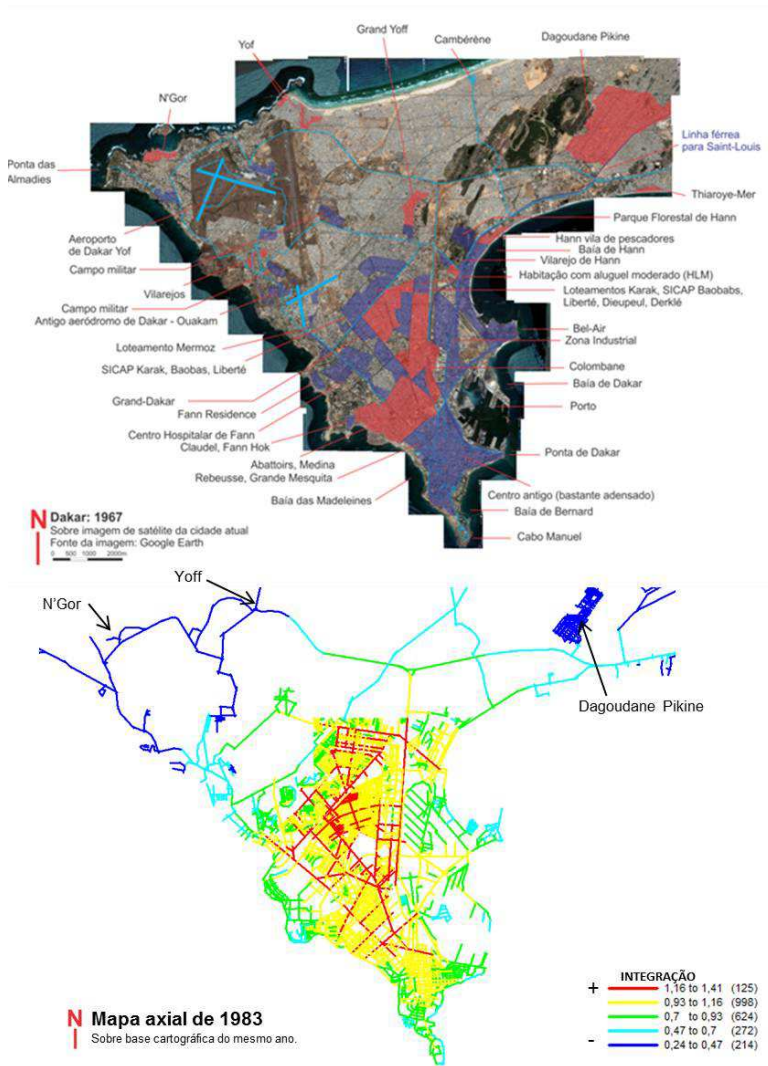 Grand Yoff
Dagoudane Pikine
Cambérène
Yof
N'Gor
Linha férrea
para Saint-Louis
Ponta das
Almadies
Thiaroye-Mer
Parque Florestal de Hann
Aeroporto
de Dakar Yof
Hann vila de pescadores
Baía de Hann
Vilarejo de Hann
Campo militar
Habitação com aluguel moderado (HLM)
Vilarejos
Loteamentos Karak, SICAP Baobabs,
Liberté, Dieupeul, Derklé
Campo militar
Antigo aeródromo de Dakar - Ouakam
Bel-Air
Zona Industrial
Loteamento Mermoz
SICAP Karak, Baobas, Liberté
Colombane
Baía de Dakar
Grand-Dakar
Fann Residence
Porto
Centro Hospitalar de Fann
Claudel, Fann Hok
Ponta de Dakar
Abattoirs, Medina
Rebeusse, Grande Mesquita
Centro antigo (bastante adensado)
Baía das Madeleines
Baía de Bernard
Cabo Manuel
N
Dakar: 1967
Sobre imagem de satélite da cidade atual
Fonte da imagem: Google Earth
0 500 1000 2000m
Yoff
N'Gor
Dagoudane Pikine
INTEGRAÇÃO
+ 1,16 to 1,41 (125)
0,93 to 1,16 (998)
0,7 to 0,93 (624)
0,47 to 0,7 (272)
- 0,24 to 0,47 (214)
N
Mapa axial de 1983
Sobre base cartográfica do mesmo ano.